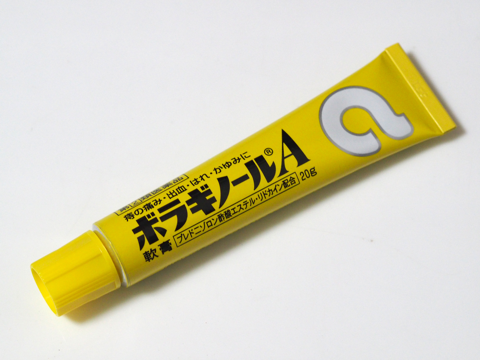 痔の痛み・出血・はれ・かゆみに
ボラギノール®A
軟膏 プレドニゾロン酢酸エステル・リドカイン配合 20g
a